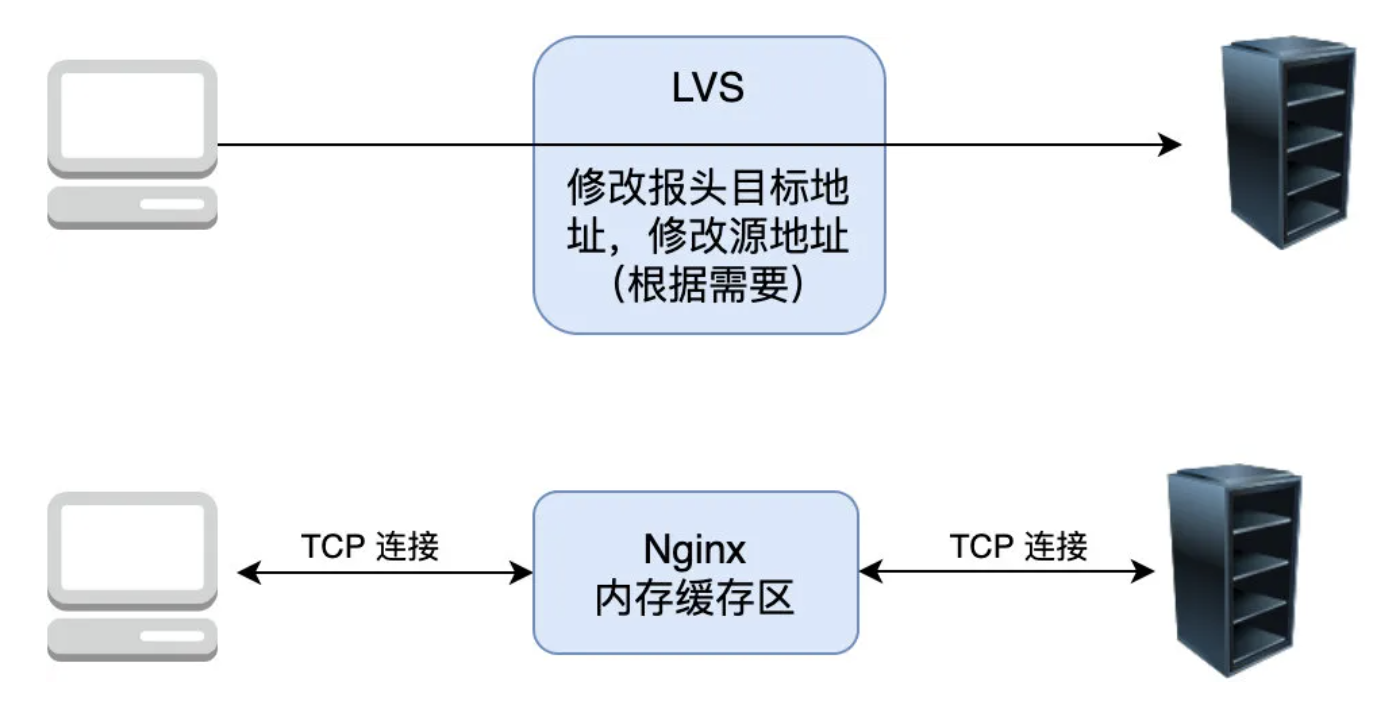 LVS
修改报头目标地
址，修改源地址
（根据需要）
TCP 连接
Nginx
内存缓存区
TCP 连接